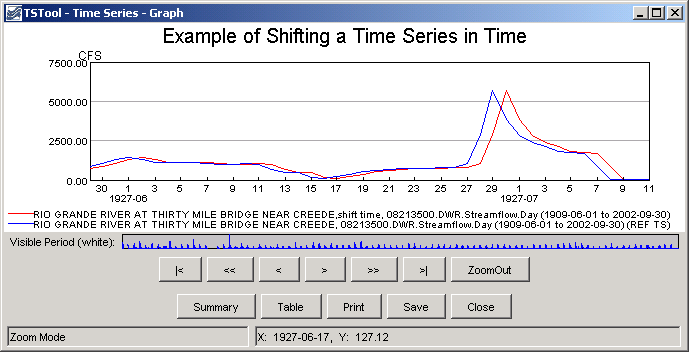 TSTool - Time Series - Graph
Example of Shifting a Time Series in Time
CFS
7500.00
5000.00
2500.00
0.00
30 1 3 5 7 9 11 13 15 17 19 21 23 25 27 29 1 3 5 7 9 11
1927-06 1927-07
RIO GRANDE RIVER AT THIRTY MILE BRIDGE NEAR CREEDE,shift time, 08213500.DWR.Streamflow.Day (1909-06-01 to 2002-09-30)
RIO GRANDE RIVER AT THIRTY MILE BRIDGE NEAR CREEDE, 08213500.DWR.Streamflow.Day (1909-06-01 to 2002-09-30) (REF TS)
Visible Period (white):
|< << < > >> >| ZoomOut
Summary Table Print Save Close
Zoom Mode X: 1927-06-17, Y: 127.12